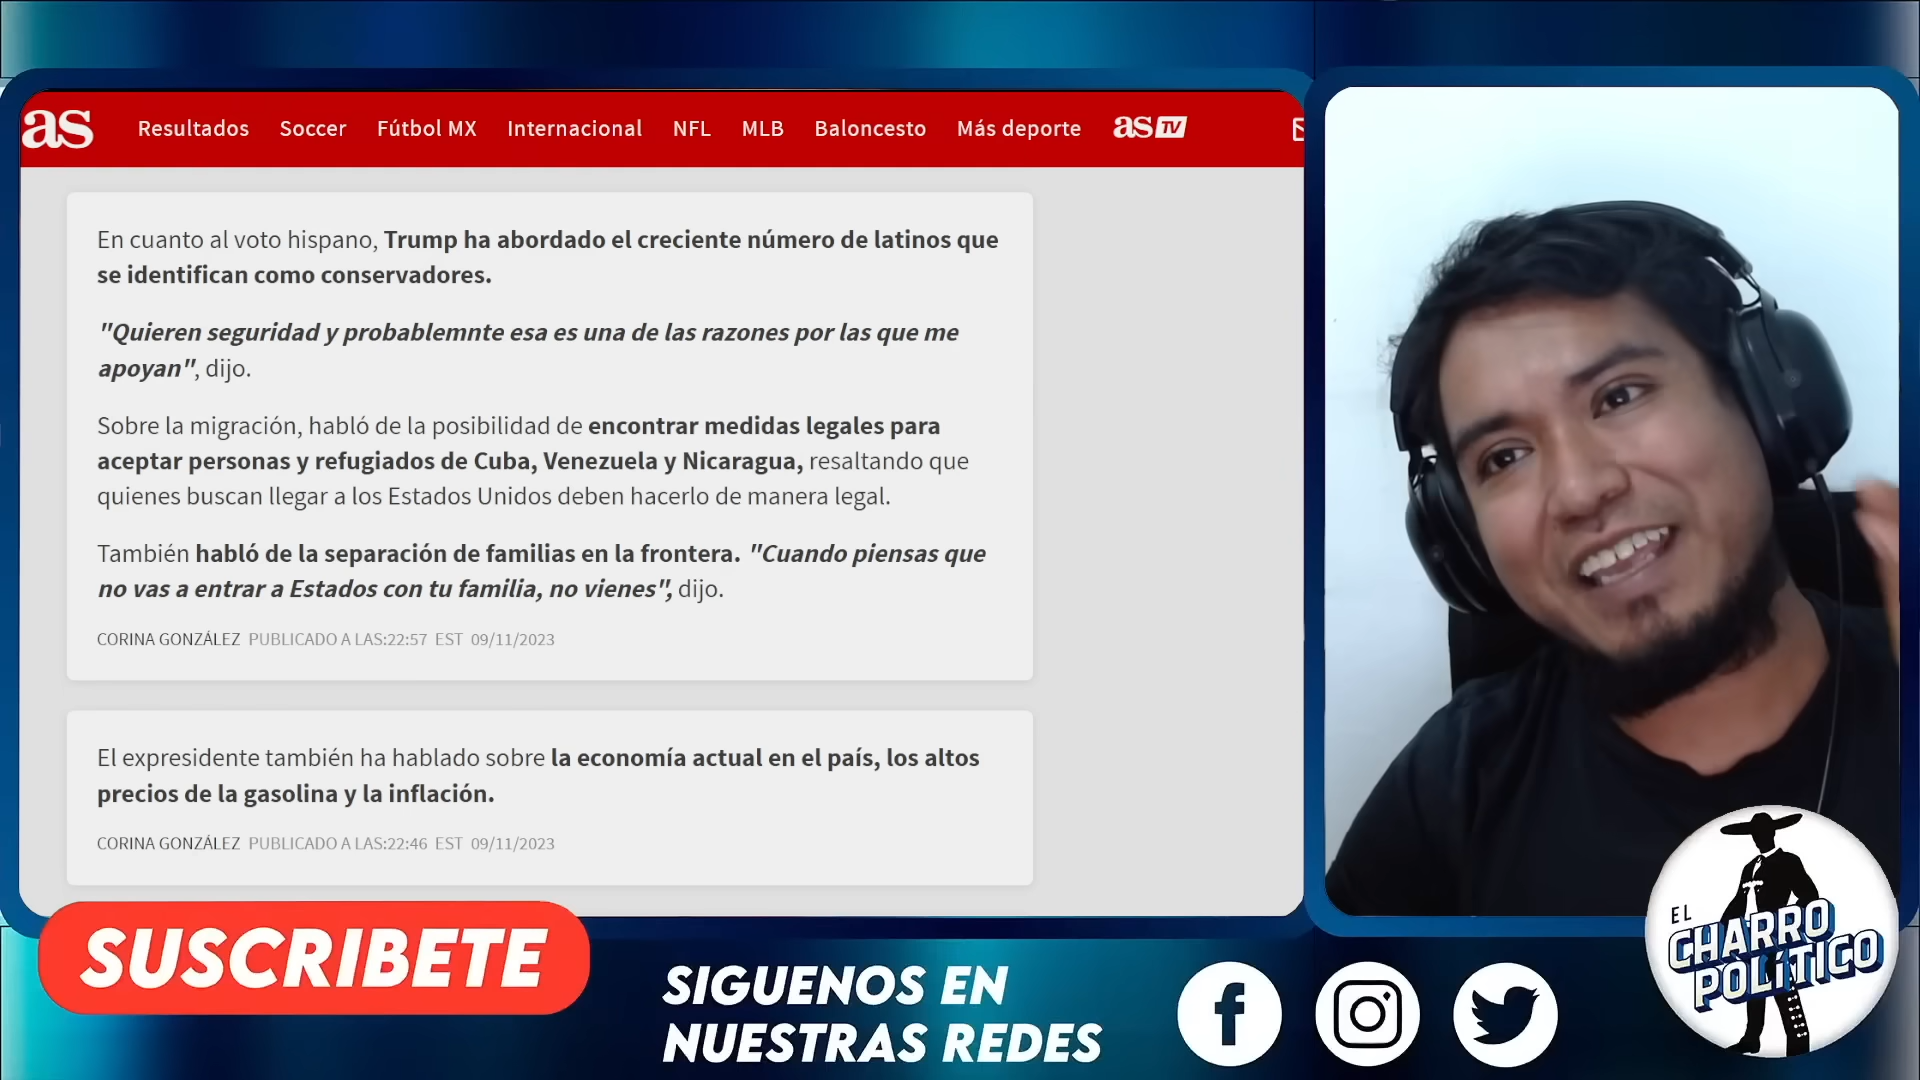 as Resultados Soccer Fútbol MX Internacional NFL MLB Baloncesto Más deporte as TV
En cuanto al voto hispano, Trump ha abordado el creciente número de latinos que
se identifican como conservadores.
"Quieren seguridad y probablemnte esa es una de las razones por las que me
apoyan", dijo.
Sobre la migración, habló de la posibilidad de encontrar medidas legales para
aceptar personas y refugiados de Cuba, Venezuela y Nicaragua, resaltando que
quienes buscan llegar a los Estados Unidos deben hacerlo de manera legal.
También habló de la separación de familias en la frontera. "Cuando piensas que
no vas a entrar a Estados con tu familia, no vienes", dijo.
CORINA GONZÁLEZ PUBLICADO A LAS:22:57 EST 09/11/2023
El expresidente también ha hablado sobre la economía actual en el país, los altos
precios de la gasolina y la inflación.
CORINA GONZÁLEZ PUBLICADO A LAS:22:46 EST 09/11/2023
SUSCRIBETE
SIGUENOS EN
NUESTRAS REDES
EL
CHARRO
POLÍTICO